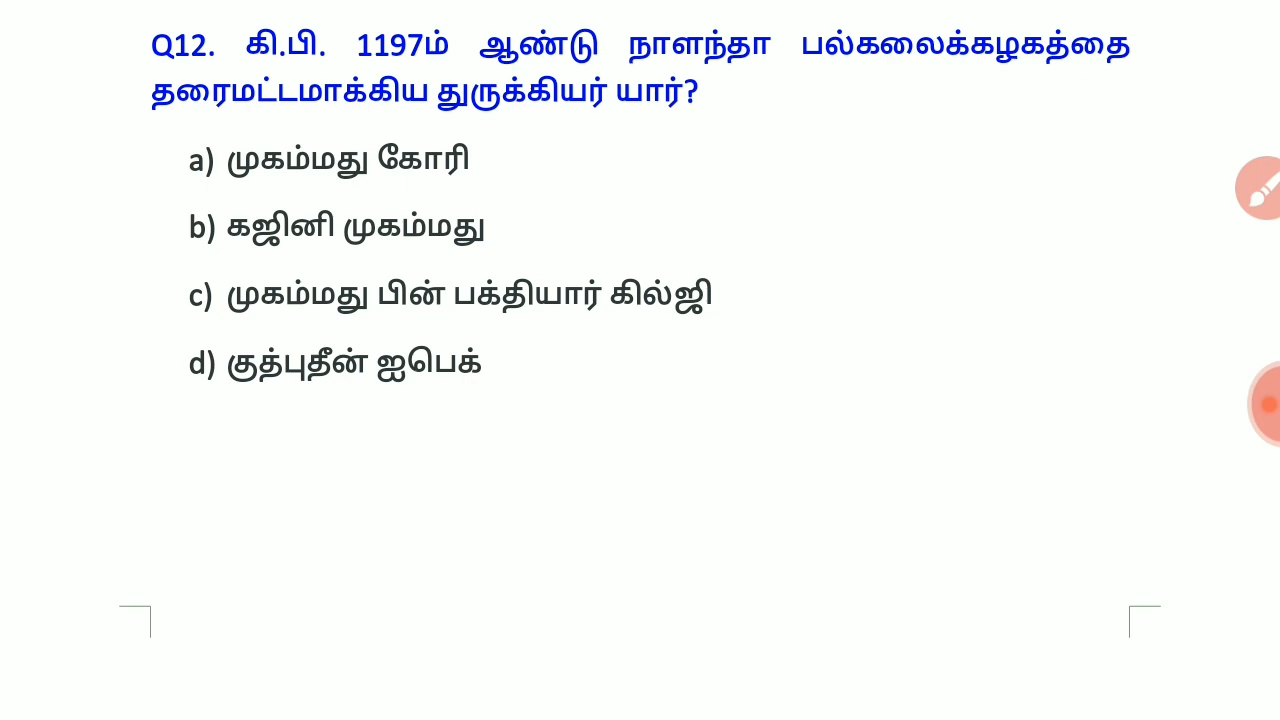 Q12. கி.பி. 1197ம் ஆண்டு நாளந்தா பல்கலைக்கழகத்தை
தரைமட்டமாக்கிய துருக்கியர் யார்?
a) முகம்மது கோரி
b) கஜினி முகம்மது
c) முகம்மது பின் பக்தியார் கில்ஜி
d) குத்புதீன் ஐபெக்